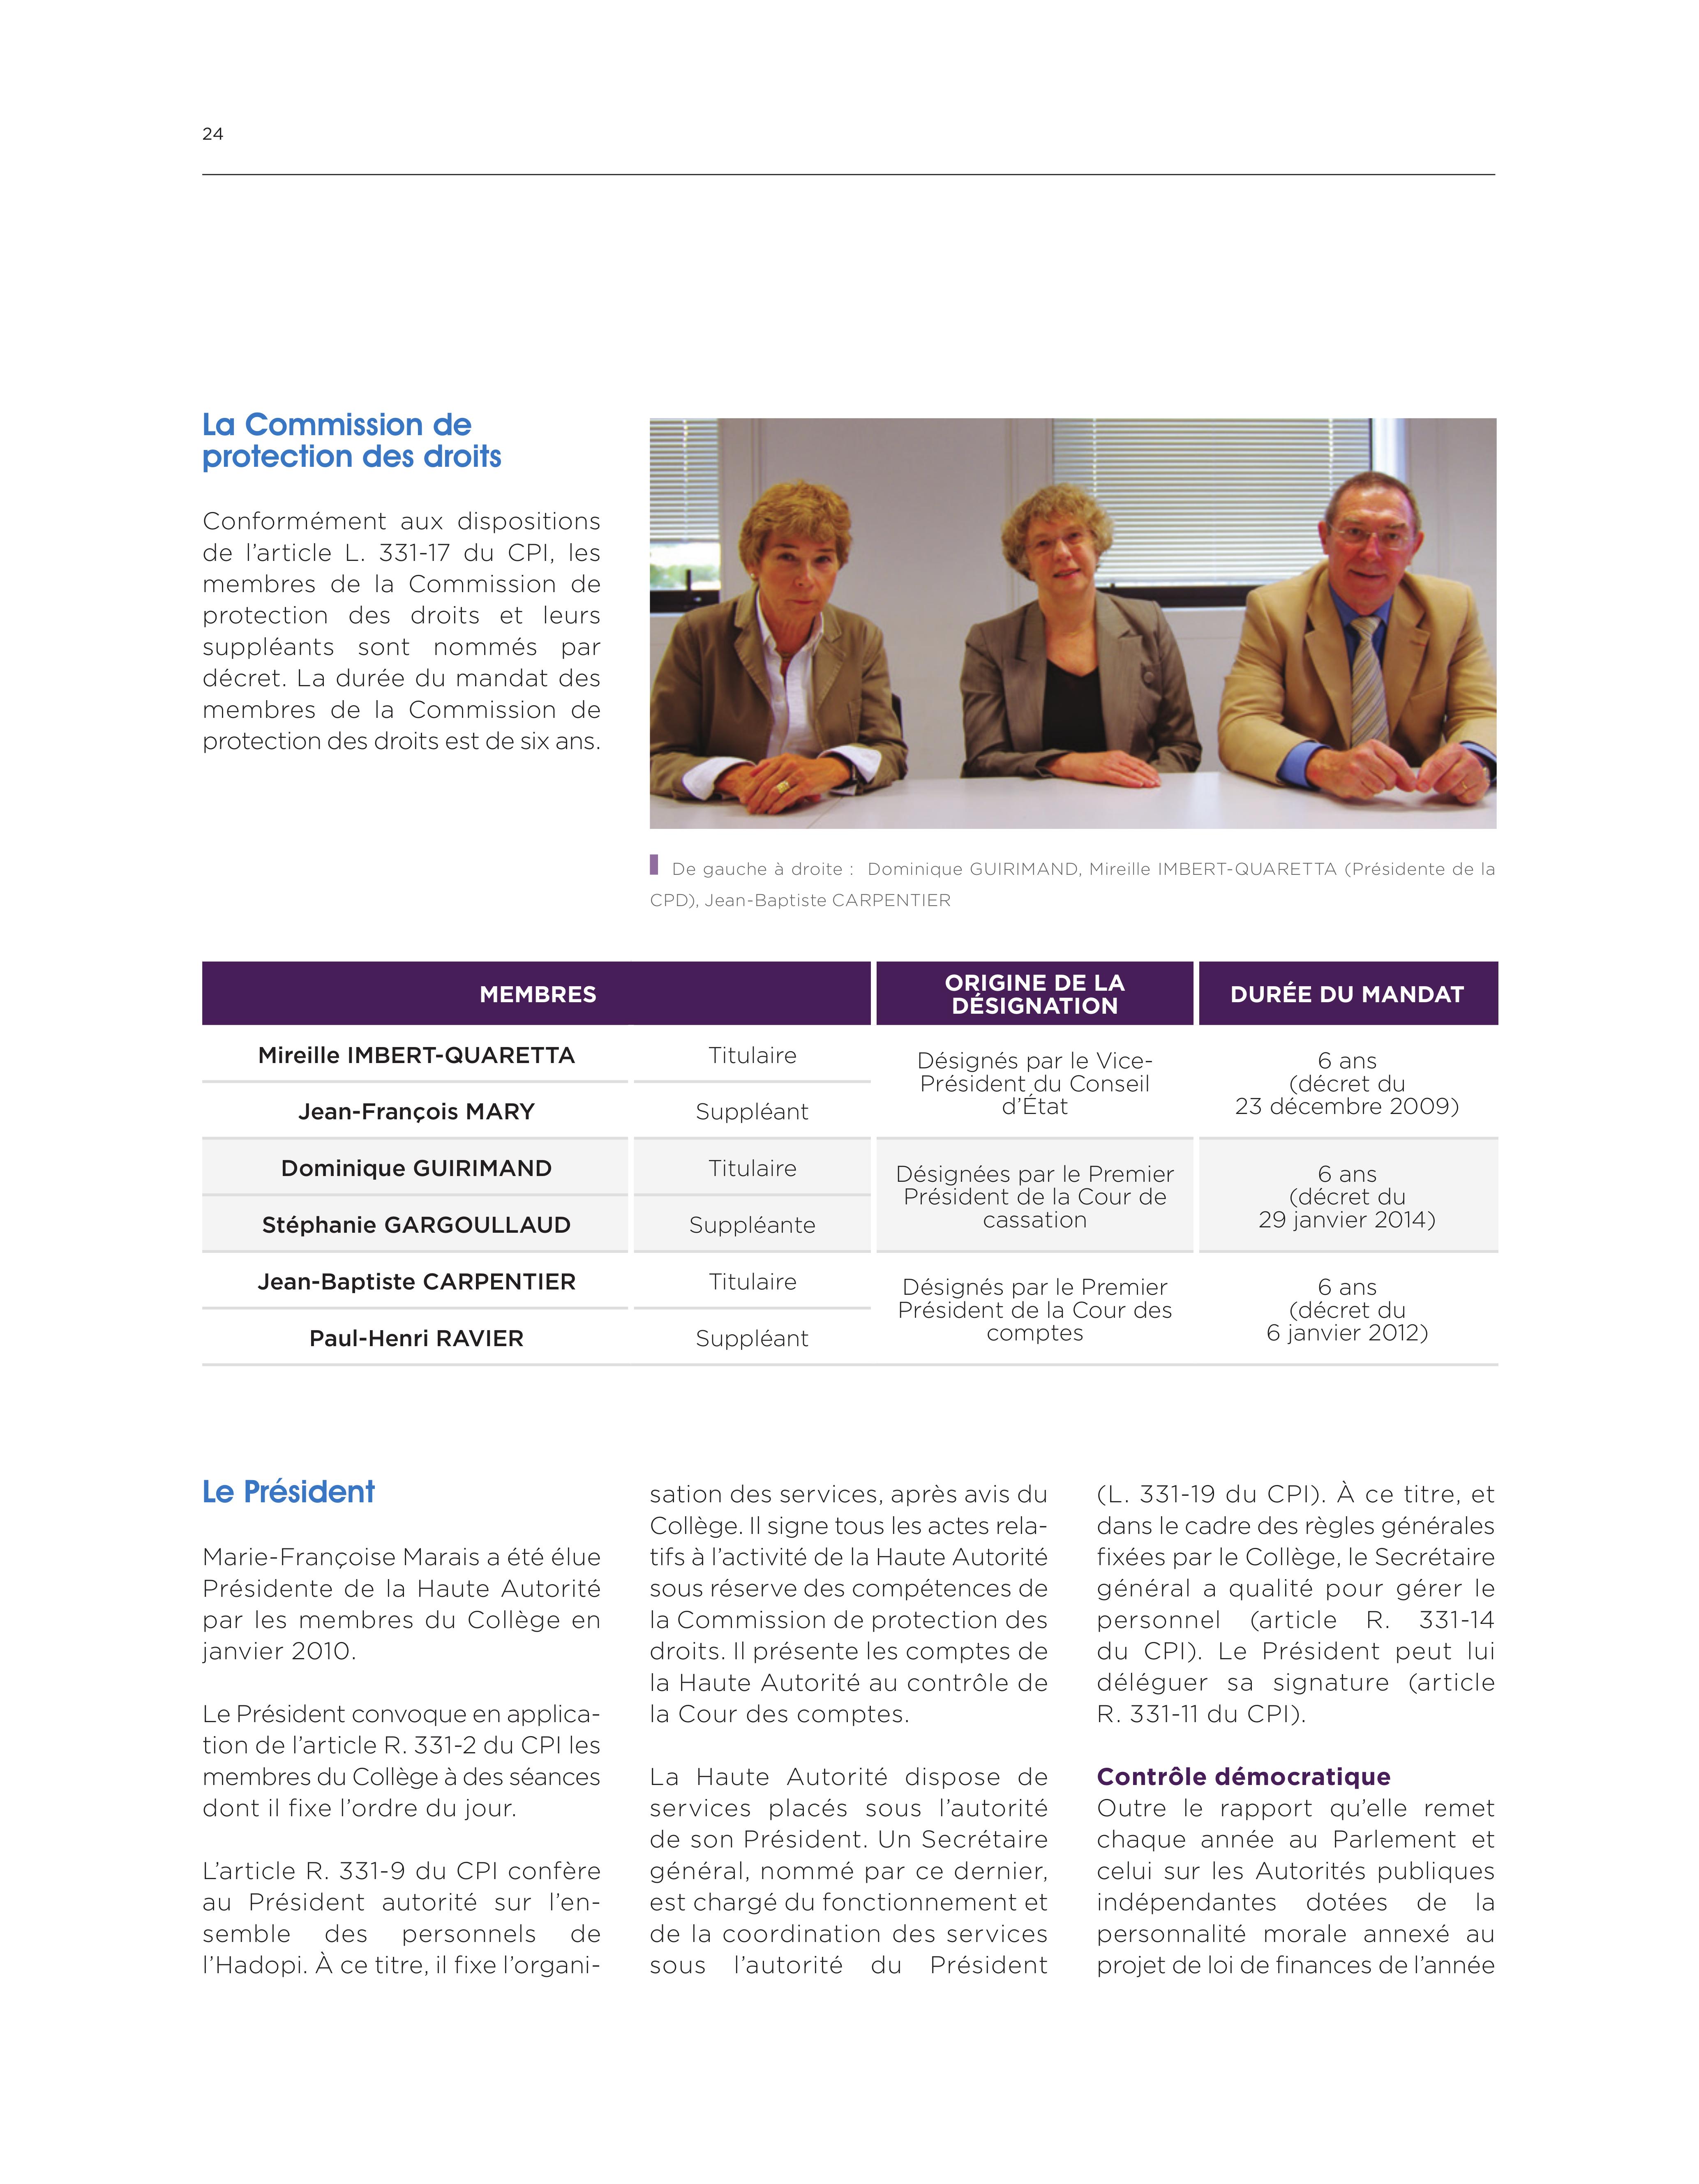 24
La Commission de
protection des droits
Conformément aux dispositions
de l'article L. 331-17 du CPI, les
membres de la Commission de
protection des droits et leurs
suppléants sont nommés par
décret. La durée du mandat des
membres de la Commission de
protection des droits est de six ans.
De gauche à droite : Dominique GUIRIMAND, Mireille IMBERT-QUARETTA (Présidente de la
CPD), Jean-Baptiste CARPENTIER
MEMBRES
ORIGINE DE LA
DÉSIGNATION
DURÉE DU MANDAT
Mireille IMBERT-QUARETTA
Titulaire
Jean-François MARY
Suppléant
Désignés par le Vice-
Président du Conseil
d'État
6 ans
(décret du
23 décembre 2009)
Dominique GUIRIMAND
Titulaire
Stéphanie GARGOULLAUD
Suppléante
Désignées par le Premier
Président de la Cour de
cassation
6 ans
(décret du
29 janvier 2014)
Jean-Baptiste CARPENTIER
Titulaire
Paul-Henri RAVIER
Suppléant
Désignés par le Premier
Président de la Cour des
comptes
6 ans
(décret du
6 janvier 2012)
Le Président
Marie-Françoise Marais a été élue
Présidente de la Haute Autorité
par les membres du Collège en
janvier 2010.
Le Président convoque en applica-
tion de l'article R. 331-2 du CPI les
membres du Collège à des séances
dont il fixe l'ordre du jour.
L'article R. 331-9 du CPI confère
au Président autorité sur l'en-
semble des personnels de
l'Hadopi. À ce titre, il fixe l'organi-
sation des services, après avis du
Collège. Il signe tous les actes rela-
tifs à l'activité de la Haute Autorité
sous réserve des compétences de
la Commission de protection des
droits. Il présente les comptes de
la Haute Autorité au contrôle de
la Cour des comptes.
La Haute Autorité dispose de
services placés sous l'autorité
de son Président. Un Secrétaire
général, nommé par ce dernier,
est chargé du fonctionnement et
de la coordination des services
sous l'autorité du Président
(L. 331-19 du CPI). À ce titre, et
dans le cadre des règles générales
fixées par le Collège, le Secrétaire
général a qualité pour gérer le
personnel (article R. 331-14
du CPI). Le Président peut lui
déléguer sa signature (article
R. 331-11 du CPI).
Contrôle démocratique
Outre le rapport qu'elle remet
chaque année au Parlement et
celui sur les Autorités publiques
indépendantes dotées de la
personnalité morale annexé au
projet de loi de finances de l'année